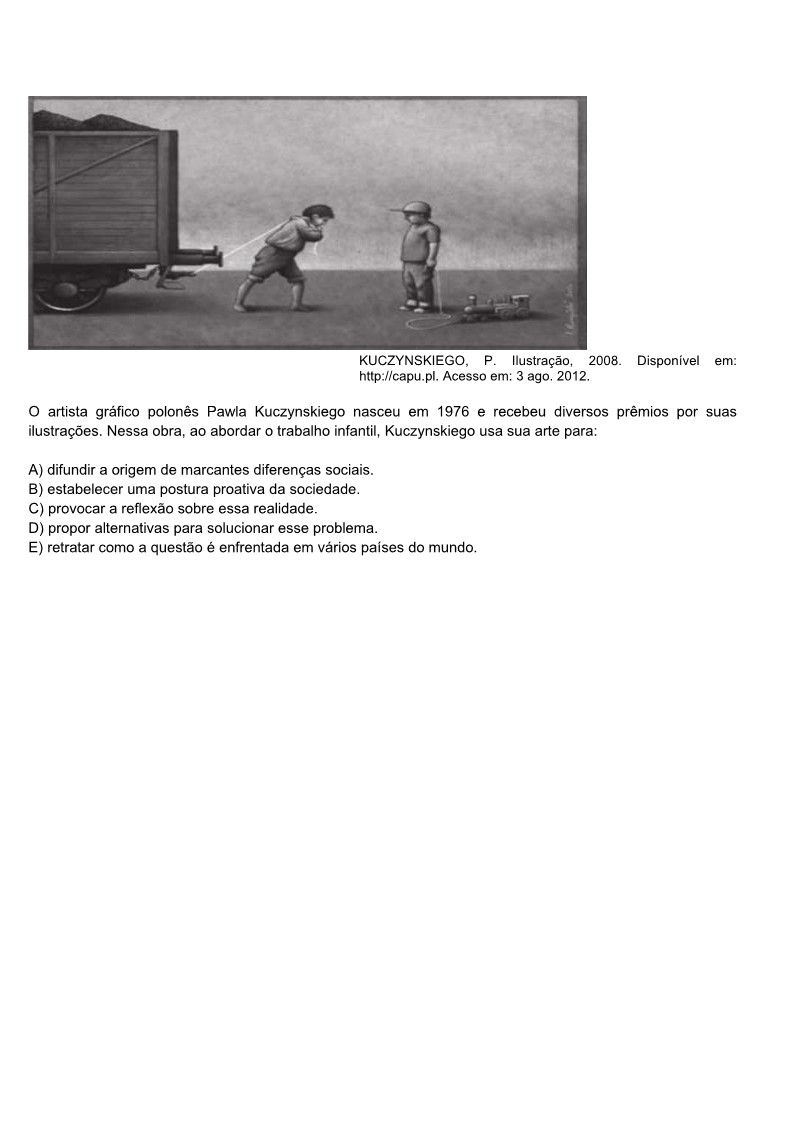 KUCZYNSKIEGO, P. Ilustração, 2008. Disponível em:
http://capu.pl. Acesso em: 3 ago. 2012.
O artista gráfico polonês Pawla Kuczynskiego nasceu em 1976 e recebeu diversos prêmios por suas
ilustrações. Nessa obra, ao abordar o trabalho infantil, Kuczynskiego usa sua arte para:
A) difundir a origem de marcantes diferenças sociais.
B) estabelecer uma postura proativa da sociedade.
C) provocar a reflexão sobre essa realidade.
D) propor alternativas para solucionar esse problema.
E) retratar como a questão é enfrentada em vários países do mundo.